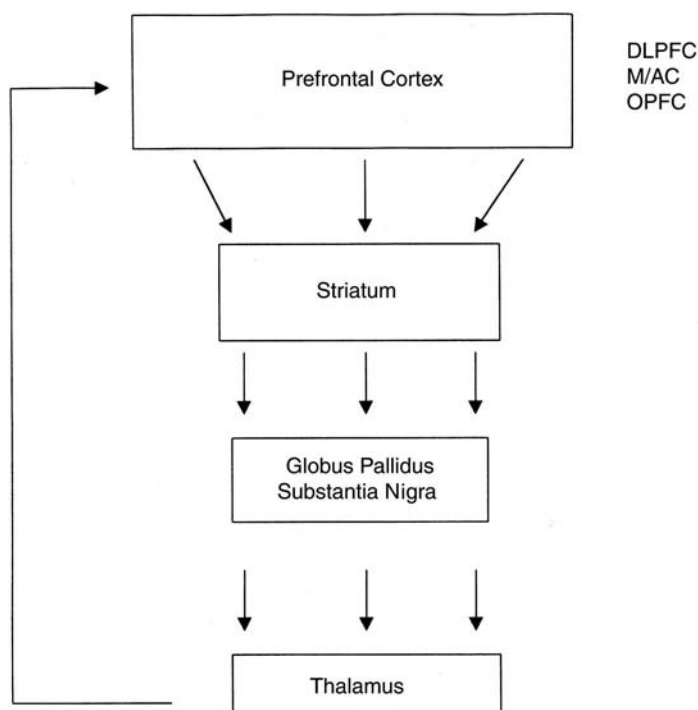 Prefrontal Cortex
DLPFC
M/AC
OPFC
Striatum
Globus Pallidus
Substantia Nigra
Thalamus